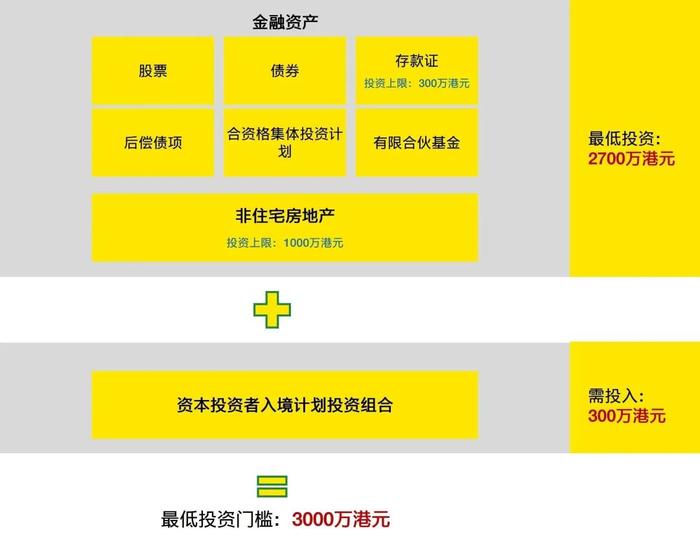 金融资产
股票
债券
存款证
投资上限：300万港元
后偿债项
合资格集体投资计
划
有限合伙基金
非住宅房地产
投资上限：1000万港元
最低投资：
2700万港元
资本投资者入境计划投资组合
需投入：
300万港元
最低投资门槛：3000万港元